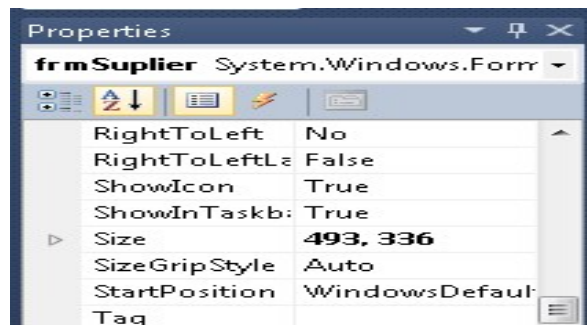 Properties
frmSuplier System.Windows.Forr
RightToLeft No
RightToLeftLa False
ShowIcon True
ShowInTaskba True
Size 493, 336
SizeGripStyle Auto
StartPosition WindowsDefaul
Tag